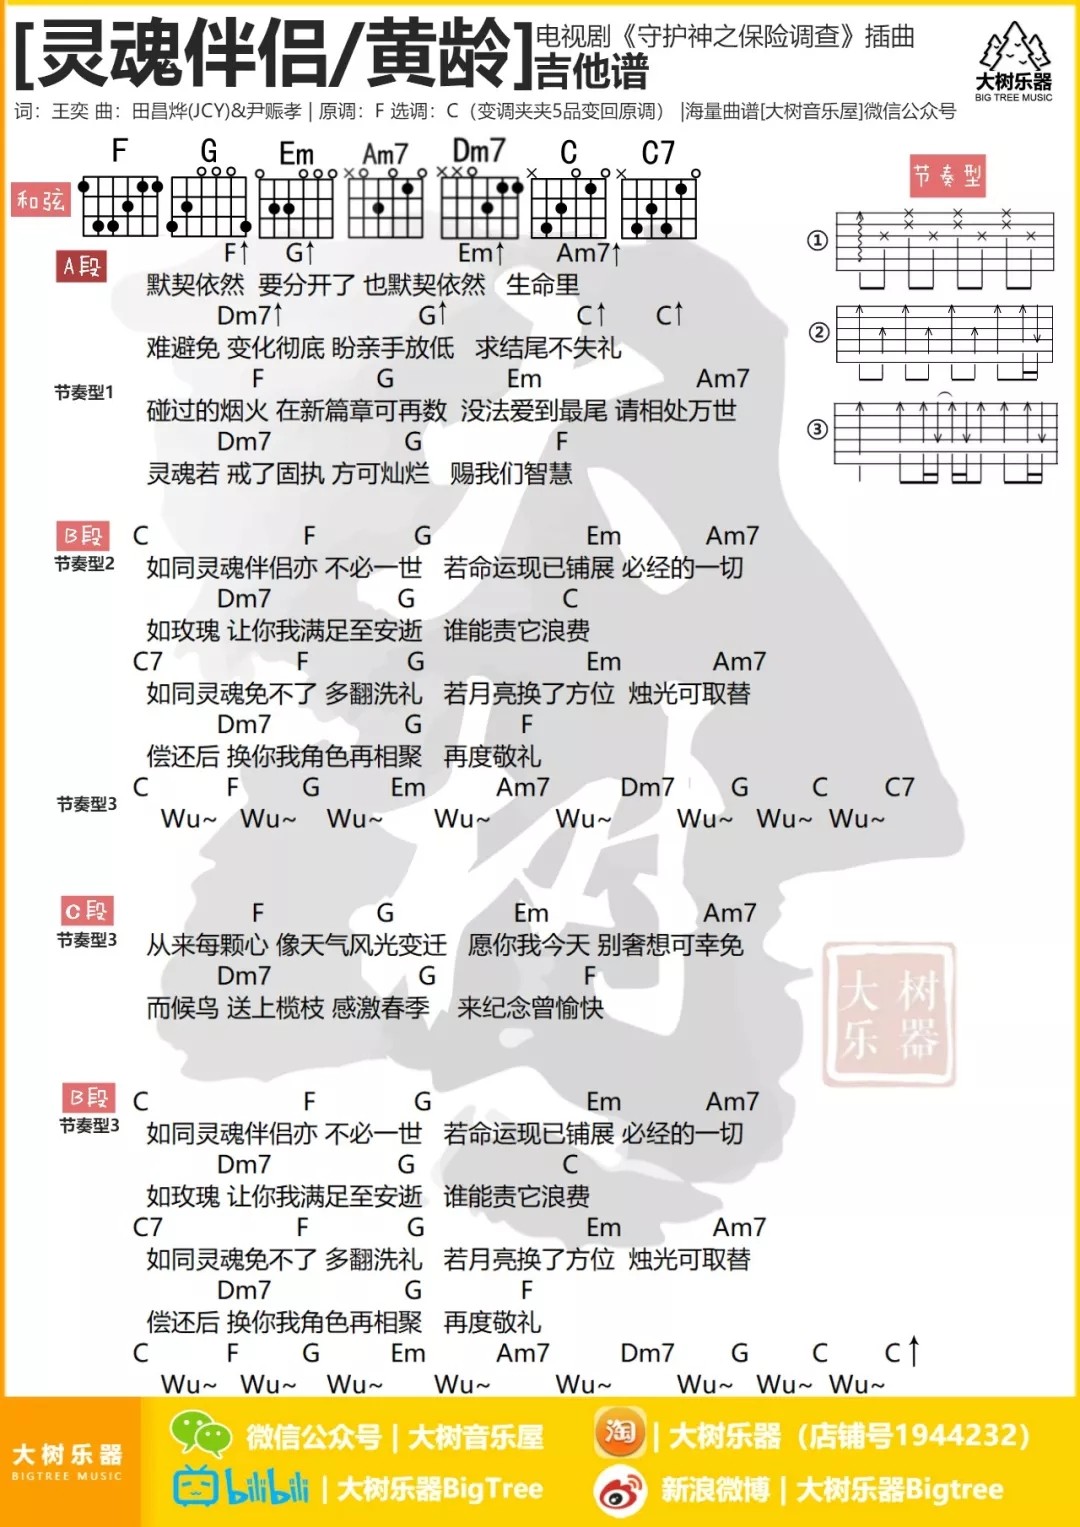 [灵魂伴侣/黄龄]电视剧《守护神之保险调查》插曲
吉他谱
大树乐器
BIG TREE MUSIC
词：王奕 曲：田昌烨(JCY)&尹赈孝 | 原调：F 选调：C（变调夹夹5品变回原调） |海量曲谱[大树音乐屋]微信公众号
和弦
F G Em Am7 Dm7 C C7
节奏型
①
②
③
A段
F↑ G↑ Em↑ Am7↑
默契依然 要分开了 也默契依然 生命里
Dm7↑ G↑ C↑ C↑
难避免 变化彻底 盼亲手放低 求结尾不失礼
节奏型1
F G Em Am7
碰过的烟火 在新篇章可再数 没法爱到最尾 请相处万世
Dm7 G F
灵魂若 戒了固执 方可灿烂 赐我们智慧
B段
节奏型2
C F G Em Am7
如同灵魂伴侣亦 不必一世 若命运现已铺展 必经的一切
Dm7 G C
如玫瑰 让你我满足至安逝 谁能责它浪费
C7 F G Em Am7
如同灵魂免不了 多翻洗礼 若月亮换了方位 烛光可取替
Dm7 G F
偿还后 换你我角色再相聚 再度敬礼
节奏型3
C F G Em Am7 Dm7 G C C7
Wu~ Wu~ Wu~ Wu~ Wu~ Wu~ Wu~ Wu~
C段
节奏型3
F G Em Am7
从来每颗心 像天气风光变迁 愿你我今天 别奢想可幸免
Dm7 G F
而候鸟 送上榄枝 感激春季 来纪念曾愉快
大树
乐器
B段
节奏型3
C F G Em Am7
如同灵魂伴侣亦 不必一世 若命运现已铺展 必经的一切
Dm7 G C
如玫瑰 让你我满足至安逝 谁能责它浪费
C7 F G Em Am7
如同灵魂免不了 多翻洗礼 若月亮换了方位 烛光可取替
Dm7 G F
偿还后 换你我角色再相聚 再度敬礼
C F G Em Am7 Dm7 G C C↑
Wu~ Wu~ Wu~ Wu~ Wu~ Wu~ Wu~ Wu~
大树乐器
BIGTREE MUSIC
微信公众号 | 大树音乐屋
淘 | 大树乐器（店铺号1944232）
bilibili | 大树乐器BigTree
新浪微博 | 大树乐器Bigtree